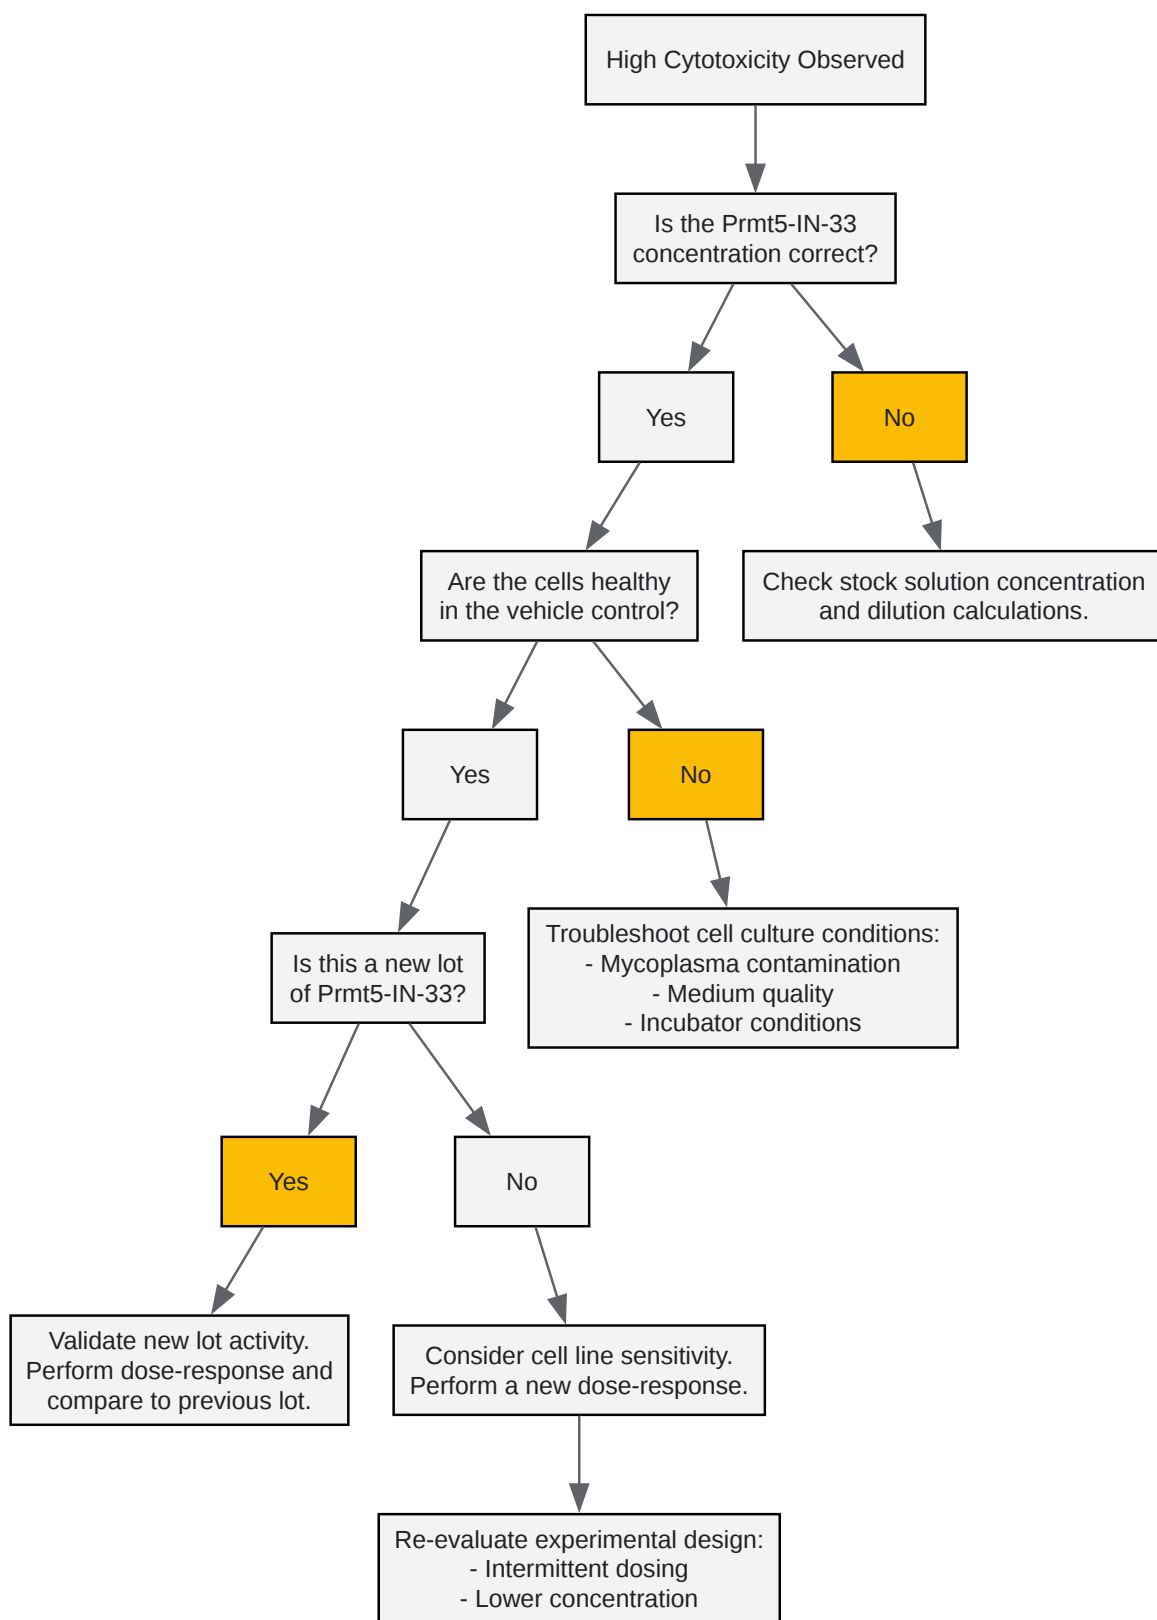 High Cytotoxicity Observed
Is the Prmt5-IN-33
concentration correct?
Yes
No
Are the cells healthy
in the vehicle control?
Check stock solution concentration
and dilution calculations.
Yes
No
Is this a new lot
of Prmt5-IN-33?
Troubleshoot cell culture conditions:
- Mycoplasma contamination
- Medium quality
- Incubator conditions
Yes
No
Validate new lot activity.
Perform dose-response and
compare to previous lot.
Consider cell line sensitivity.
Perform a new dose-response.
Re-evaluate experimental design:
- Intermittent dosing
- Lower concentration